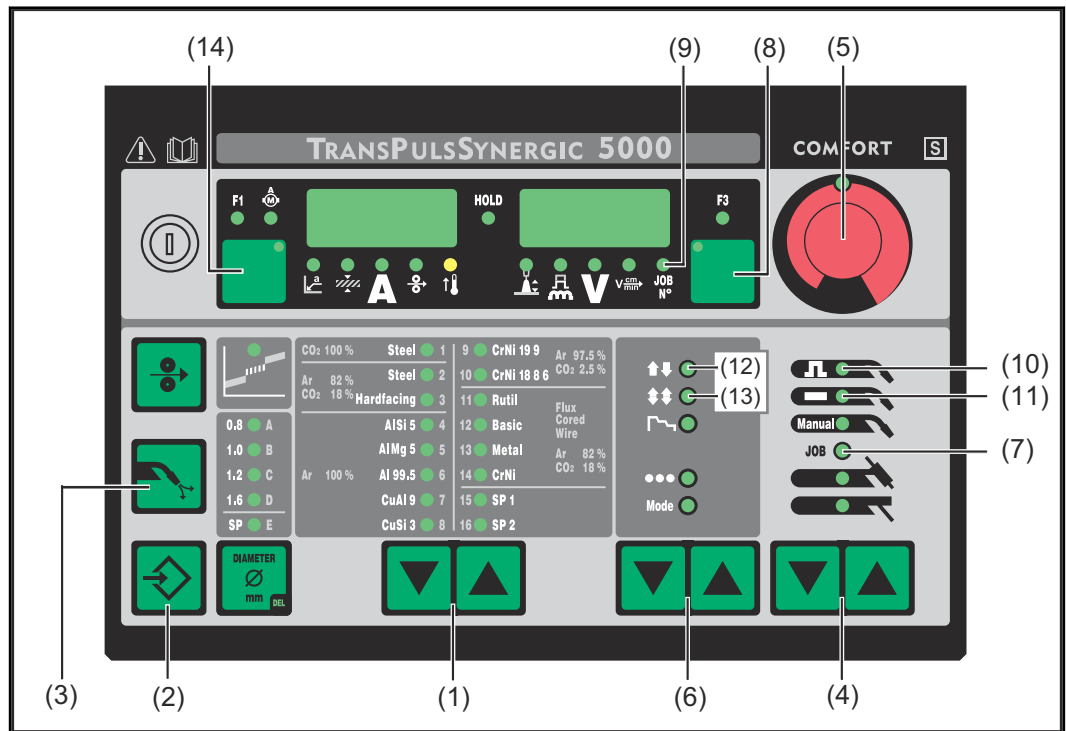 (14) (9) (8) (5)
TRANSPULSSYNERGIC 5000 COMFORT S
F1 A M HOLD F3
a A V V cm/min JOB N°
CO2 100 % Steel 1 9 CrNi 19 9 Ar 97.5 % CO2 2.5 %
Ar 82 % CO2 18 % Steel 2 10 CrNi 18 8 6
Hardfacing 3 11 Rutil Flux Cored Wire
0.8 A AlSi 5 4 12 Basic
1.0 B AlMg 5 5 13 Metal Ar 82 % CO2 18 %
1.2 C Ar 100 % Al 99.5 6 14 CrNi
1.6 D CuAl 9 7 15 SP 1
SP E CuSi 3 8 16 SP 2
(12) (10)
(13) (11)
Manual
JOB (7)
Mode
DIAMETER
Ø
mm DEL
(3) (2) (1) (6) (4)